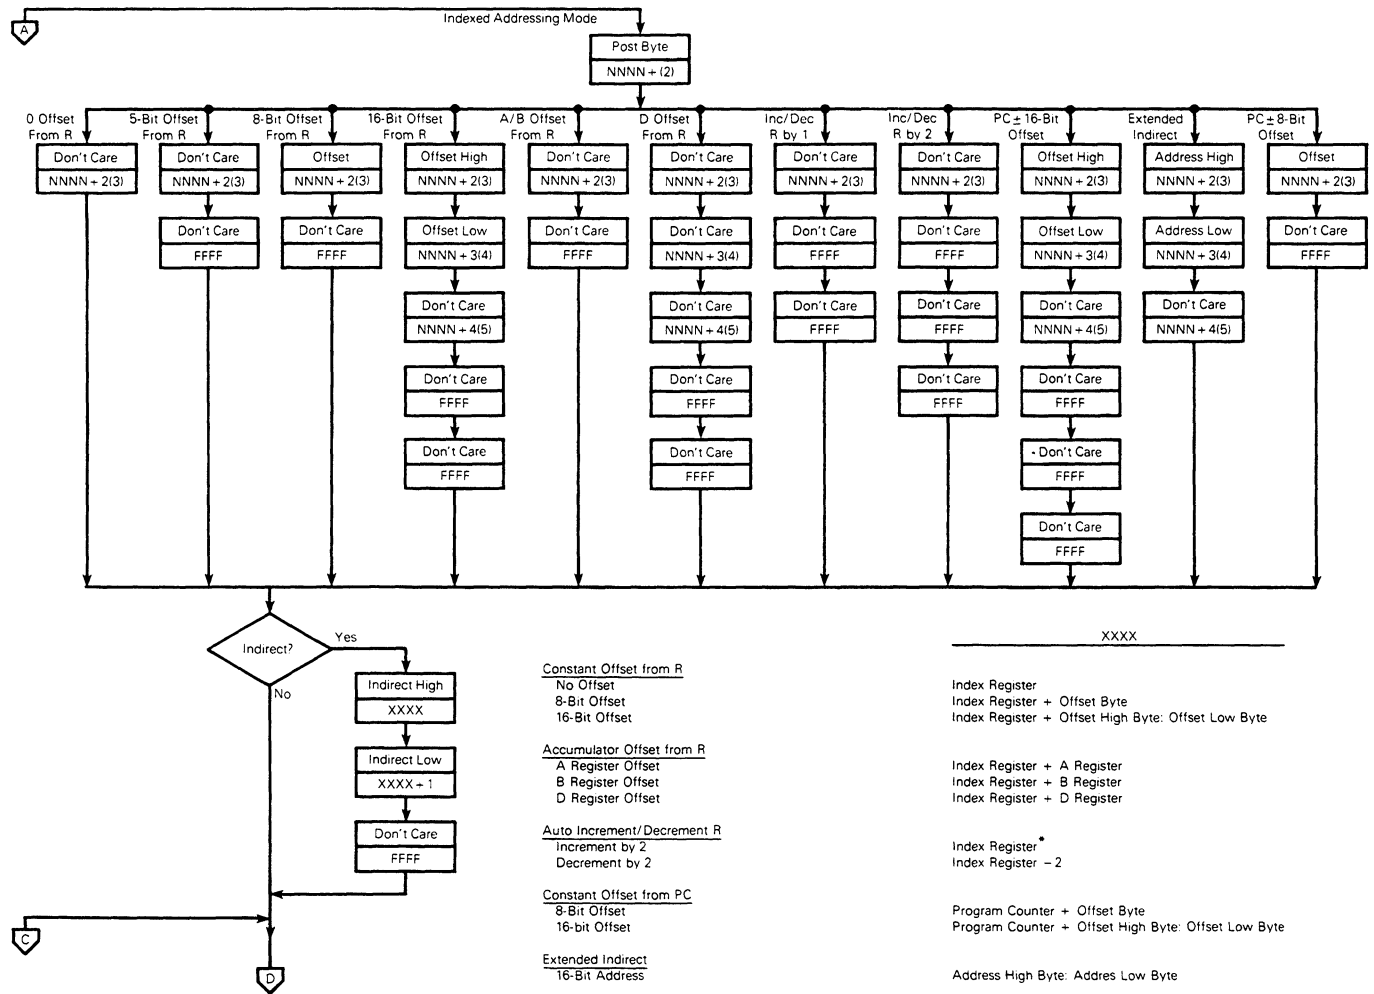 A
Indexed Addressing Mode
Post Byte
NNNN + (2)
0 Offset
From R
5-Bit Offset
From R
8-Bit Offset
From R
16-Bit Offset
From R
A/B Offset
From R
D Offset
From R
Inc/Dec
R by 1
Inc/Dec
R by 2
PC ± 16-Bit
Offset
Extended
Indirect
PC ± 8-Bit
Offset
Don't Care
NNNN + 2(3)
Don't Care
NNNN + 2(3)
Offset
NNNN + 2(3)
Offset High
NNNN + 2(3)
Don't Care
NNNN + 2(3)
Don't Care
NNNN + 2(3)
Don't Care
NNNN + 2(3)
Don't Care
NNNN + 2(3)
Offset High
NNNN + 2(3)
Address High
NNNN + 2(3)
Offset
NNNN + 2(3)
Don't Care
FFFF
Don't Care
FFFF
Offset Low
NNNN + 3(4)
Don't Care
FFFF
Don't Care
NNNN + 3(4)
Don't Care
FFFF
Don't Care
FFFF
Offset Low
NNNN + 3(4)
Address Low
NNNN + 3(4)
Don't Care
FFFF
Don't Care
NNNN + 4(5)
Don't Care
NNNN + 4(5)
Don't Care
FFFF
Don't Care
FFFF
Don't Care
NNNN + 4(5)
Don't Care
NNNN + 4(5)
Don't Care
FFFF
Don't Care
FFFF
Don't Care
FFFF
Don't Care
FFFF
Don't Care
FFFF
Don't Care
FFFF
Don't Care
FFFF
Don't Care
FFFF
Indirect?
Yes
No
Indirect High
XXXX
Indirect Low
XXXX + 1
Don't Care
FFFF
C
D
XXXX
Constant Offset from R
No Offset
Index Register
8-Bit Offset
Index Register + Offset Byte
16-Bit Offset
Index Register + Offset High Byte: Offset Low Byte
Accumulator Offset from R
A Register Offset
Index Register + A Register
B Register Offset
Index Register + B Register
D Register Offset
Index Register + D Register
Auto Increment/Decrement R
Increment by 2
Index Register*
Decrement by 2
Index Register − 2
Constant Offset from PC
8-Bit Offset
Program Counter + Offset Byte
16-bit Offset
Program Counter + Offset High Byte: Offset Low Byte
Extended Indirect
16-Bit Address
Address High Byte: Addres Low Byte